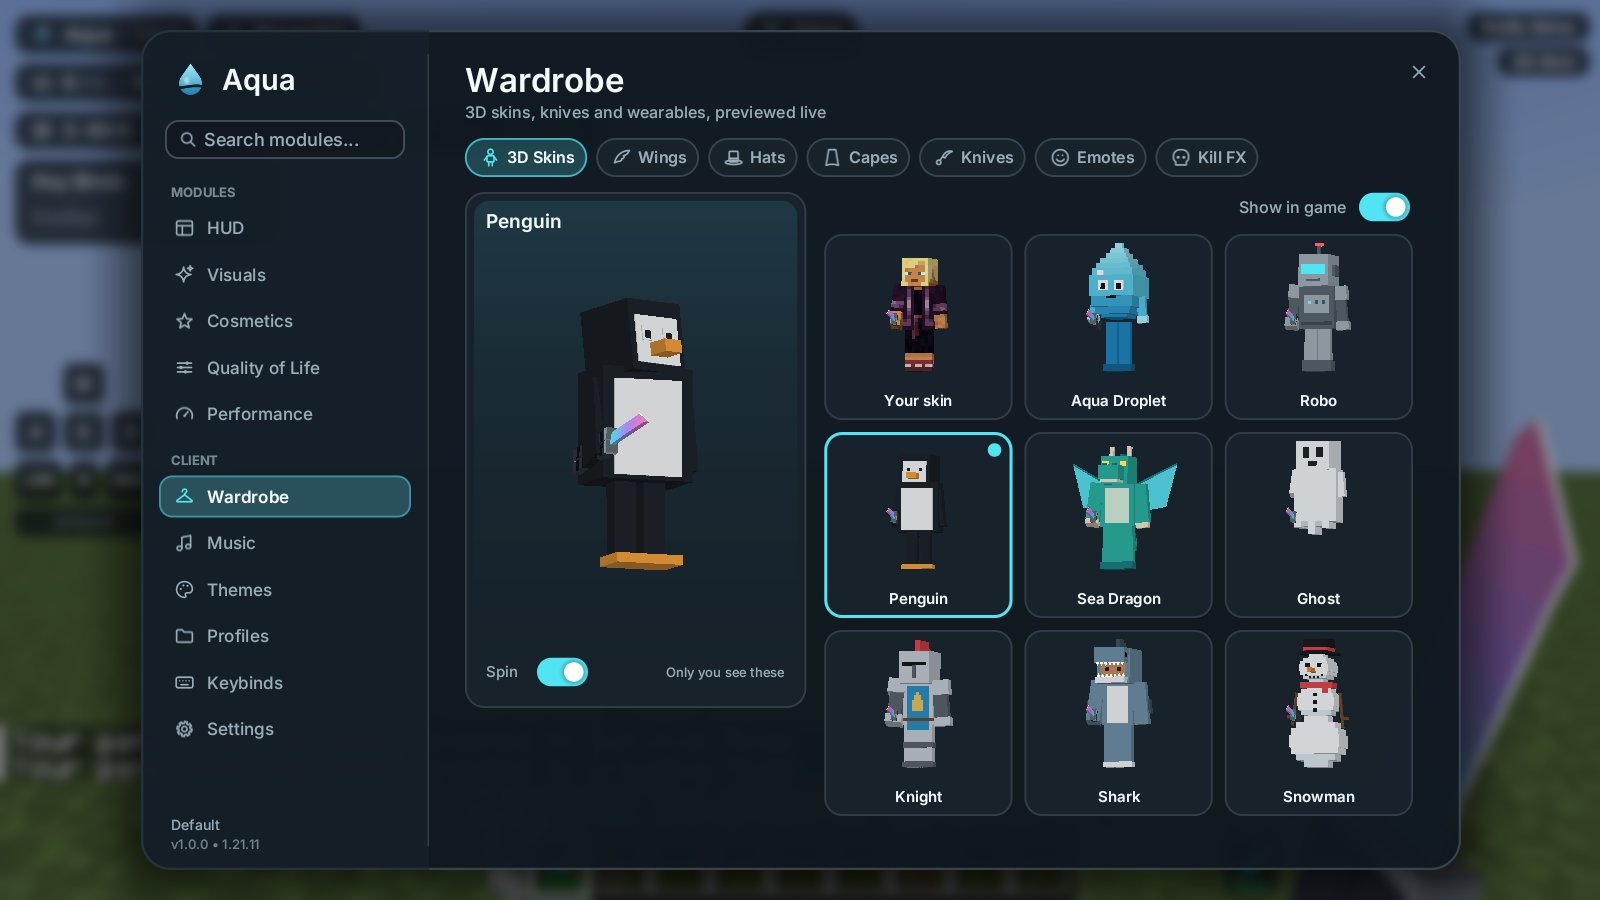 Aqua
Search modules...
MODULES
HUD
Visuals
Cosmetics
Quality of Life
Performance
CLIENT
Wardrobe
Music
Themes
Profiles
Keybinds
Settings
Default
v1.0.0 • 1.21.11
Wardrobe
3D skins, knives and wearables, previewed live
3D Skins Wings Hats Capes Knives Emotes Kill FX
Penguin
Spin
Only you see these
Show in game
Your skin Aqua Droplet Robo
Penguin Sea Dragon Ghost
Knight Shark Snowman